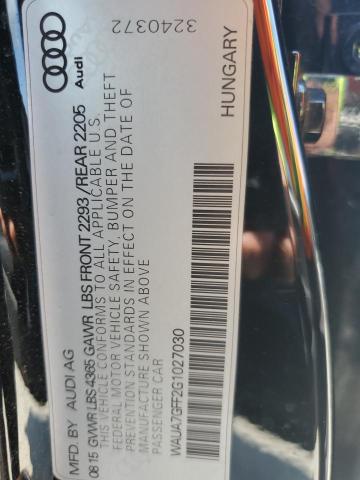 MFD. BY AUDI AG
08 15 GVWR LBS 4365 GAWR LBS FRONT 2293 / REAR 2205
THIS VEHICLE CONFORMS TO ALL APPLICABLE U.S.
FEDERAL MOTOR VEHICLE SAFETY, BUMPER AND THEFT
PREVENTION STANDARDS IN EFFECT ON THE DATE OF
MANUFACTURE SHOWN ABOVE
PASSENGER CAR
WAUA7GFF2G1027030
HUNGARY
Audi
3240372